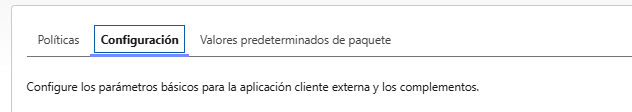 Políticas Configuración Valores predeterminados de paquete
Configure los parámetros básicos para la aplicación cliente externa y los complementos.